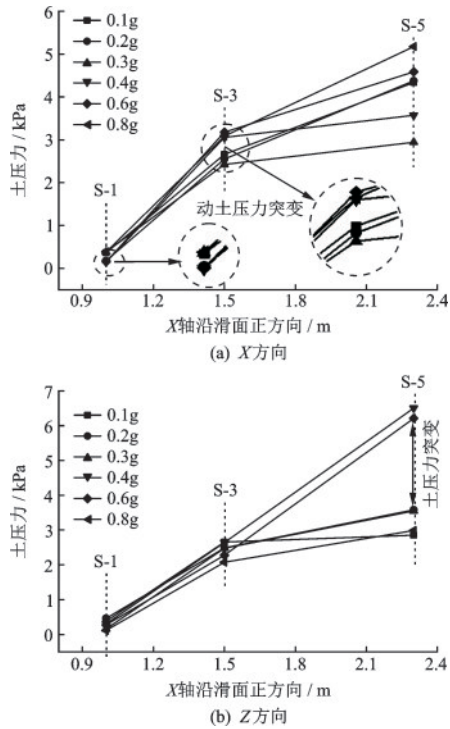 0.1g
0.2g
0.3g
0.4g
0.6g
0.8g
S-1
S-3
S-5
动土压力突变
土压力 / kPa
6
5
4
3
2
1
0
0.9 1.2 1.5 1.8 2.1 2.4
X轴沿滑面正方向 / m
(a) X方向
0.1g
0.2g
0.3g
0.4g
0.6g
0.8g
S-1
S-3
S-5
土压力突变
土压力 / kPa
7
6
5
4
3
2
1
0
0.9 1.2 1.5 1.8 2.1 2.4
X轴沿滑面正方向 / m
(b) Z方向